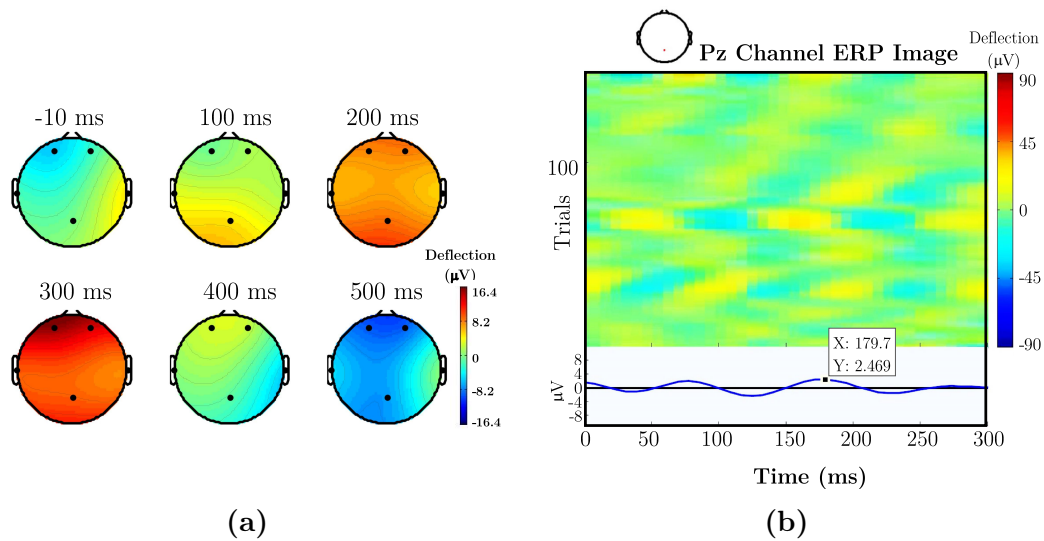 -10 ms
100 ms
200 ms
300 ms
400 ms
500 ms
Deflection
(µV)
16.4
8.2
0
-8.2
-16.4
(a)
Pz Channel ERP Image
Deflection
(µV)
90
45
0
-45
-90
100
Trials
X: 179.7
Y: 2.469
µV
8
4
0
-4
-8
0 50 100 150 200 250 300
Time (ms)
(b)